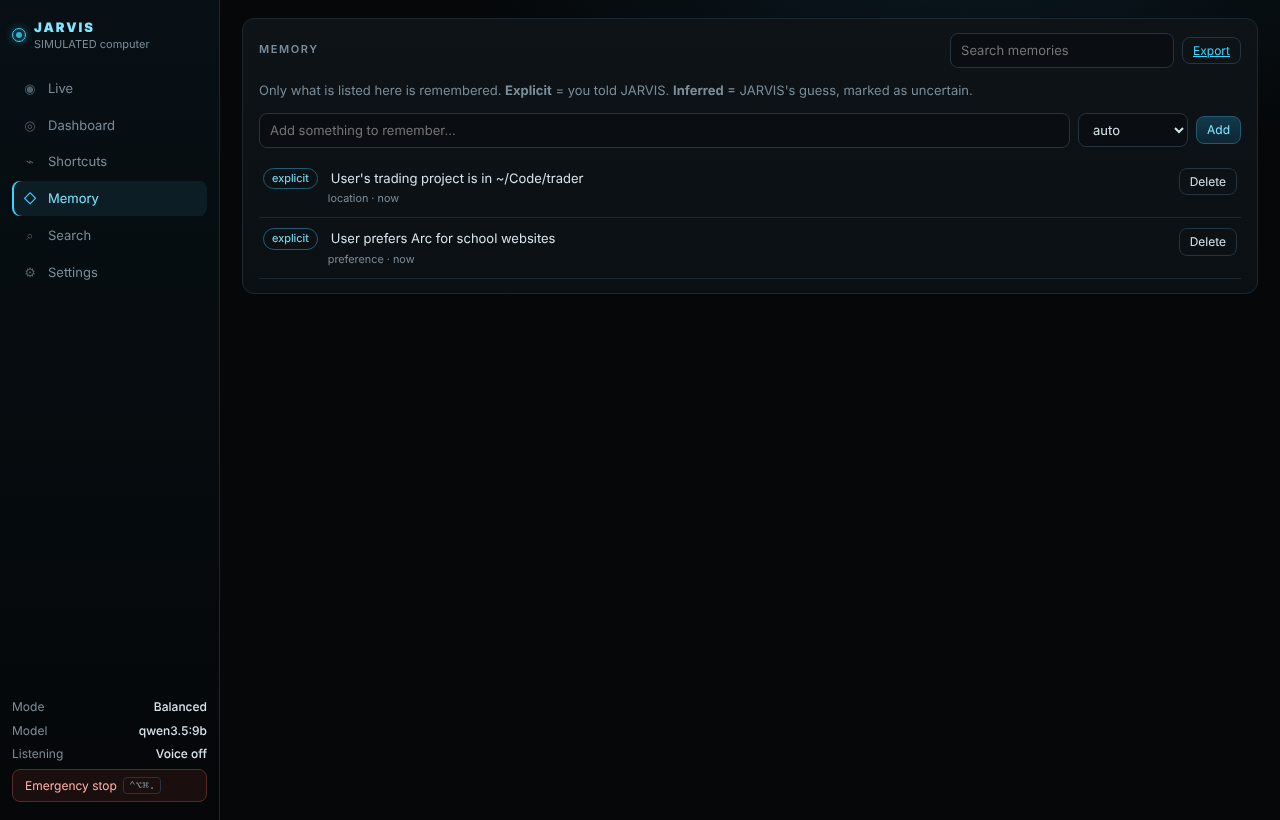 JARVIS
SIMULATED computer
Live
Dashboard
Shortcuts
Memory
Search
Settings
Mode Balanced
Model qwen3.5:9b
Listening Voice off
Emergency stop ⌃⌥⌘.
MEMORY
Search memories
Export
Only what is listed here is remembered. Explicit = you told JARVIS. Inferred = JARVIS's guess, marked as uncertain.
Add something to remember...
auto
Add
explicit User's trading project is in ~/Code/trader Delete
location · now
explicit User prefers Arc for school websites Delete
preference · now